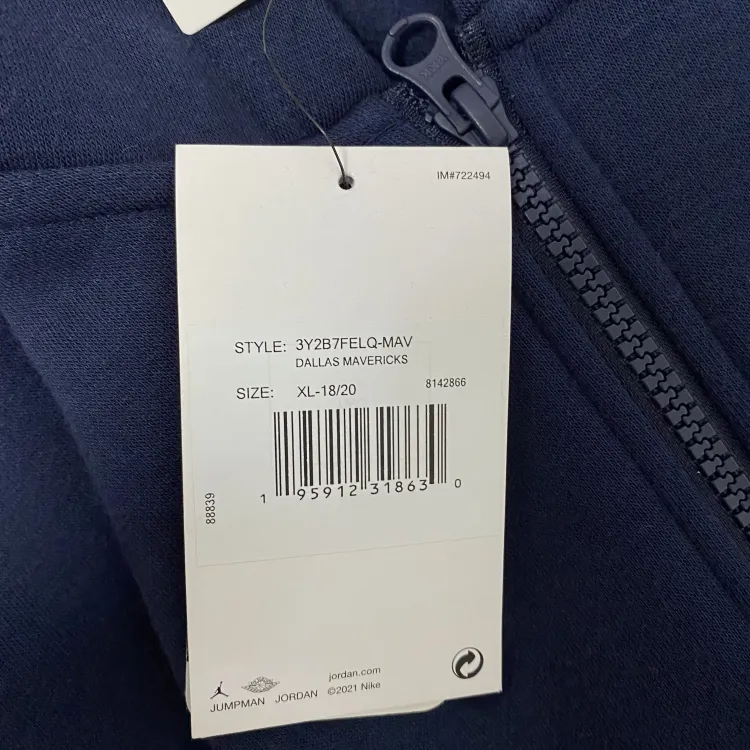 IM#722494
STYLE: 3Y2B7FELQ-MAV
DALLAS MAVERICKS
SIZE: XL-18/20 8142866
1 95912 31863 0
88839
jordan.com
JUMPMAN JORDAN ©2021 Nike